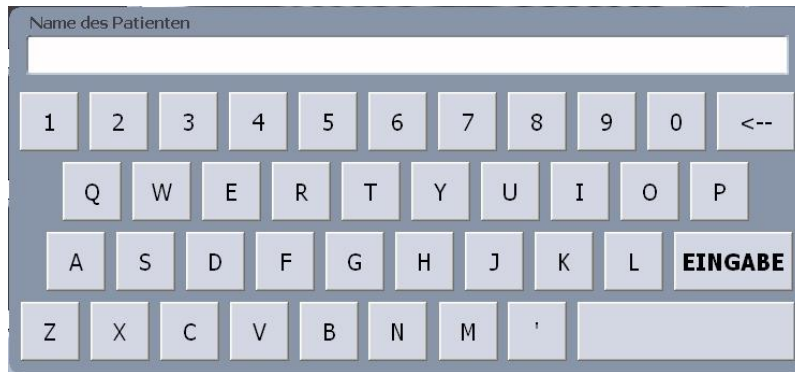 Name des Patienten
1 2 3 4 5 6 7 8 9 0 <--
Q W E R T Y U I O P
A S D F G H J K L EINGABE
Z X C V B N M '